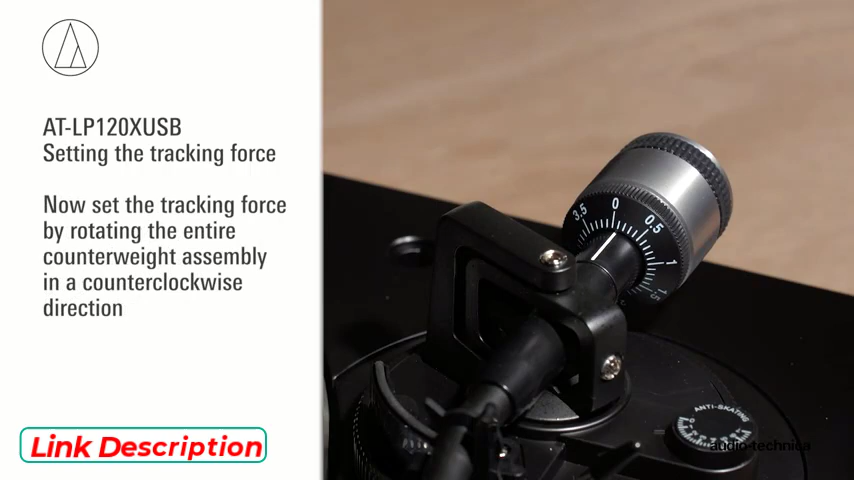 AT-LP120XUSB
Setting the tracking force
Now set the tracking force
by rotating the entire
counterweight assembly
in a counterclockwise
direction
Link Description
3.5 0 0.5 1 1.5
ANTI-SKATING
audio-technica